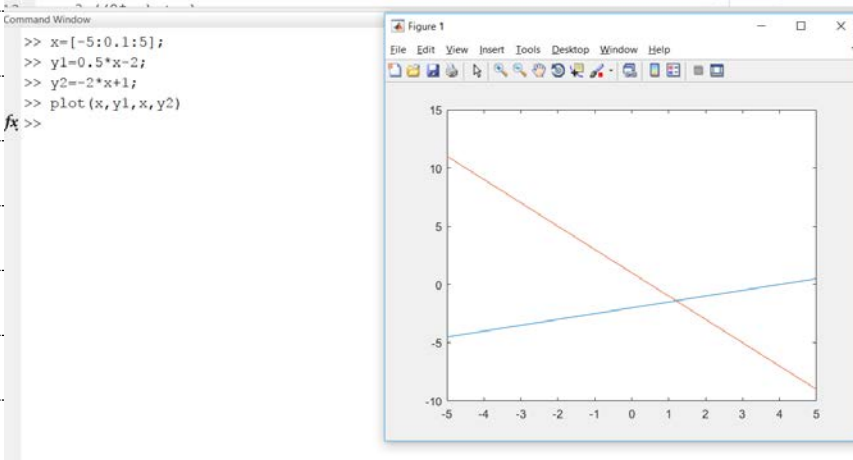 Command Window
>> x=[-5:0.1:5];
>> y1=0.5*x-2;
>> y2=-2*x+1;
>> plot(x,y1,x,y2)
fx >>
Figure 1
File Edit View Insert Tools Desktop Window Help
15
10
5
0
-5
-10
-5 -4 -3 -2 -1 0 1 2 3 4 5